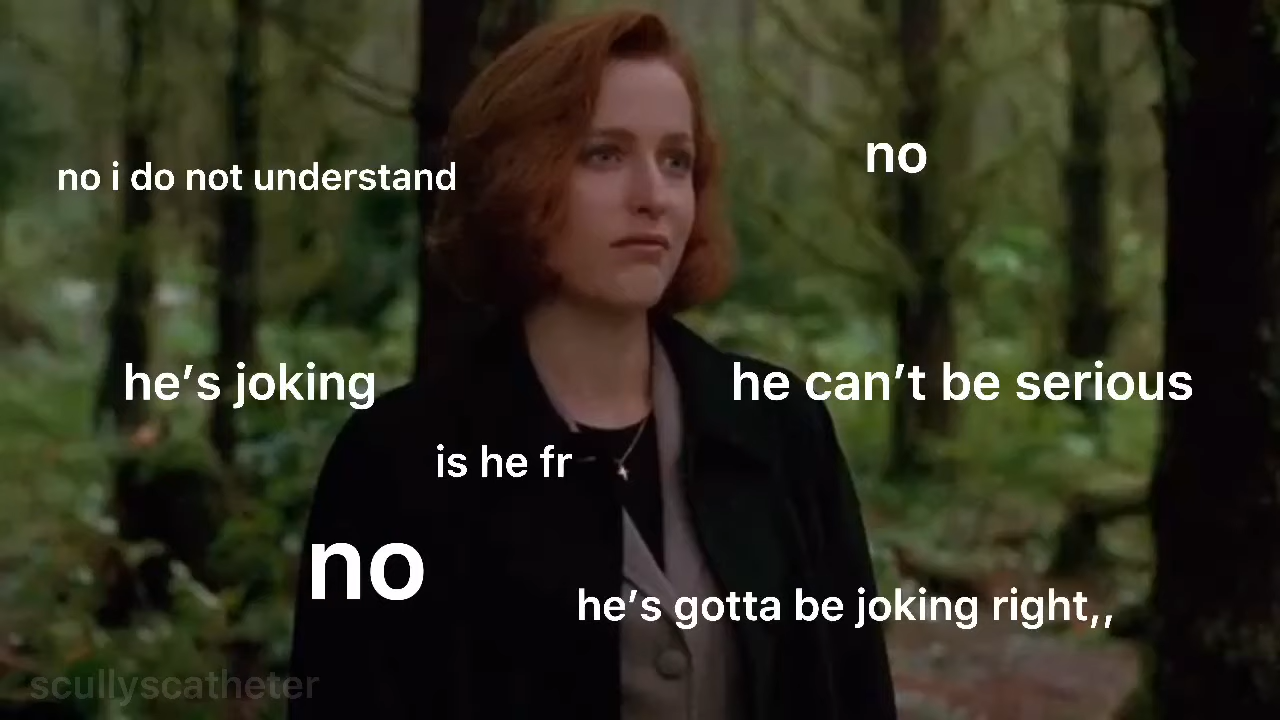 no
no i do not understand
he's joking
he can't be serious
is he fr
no
he's gotta be joking right,,
scullyscatheter